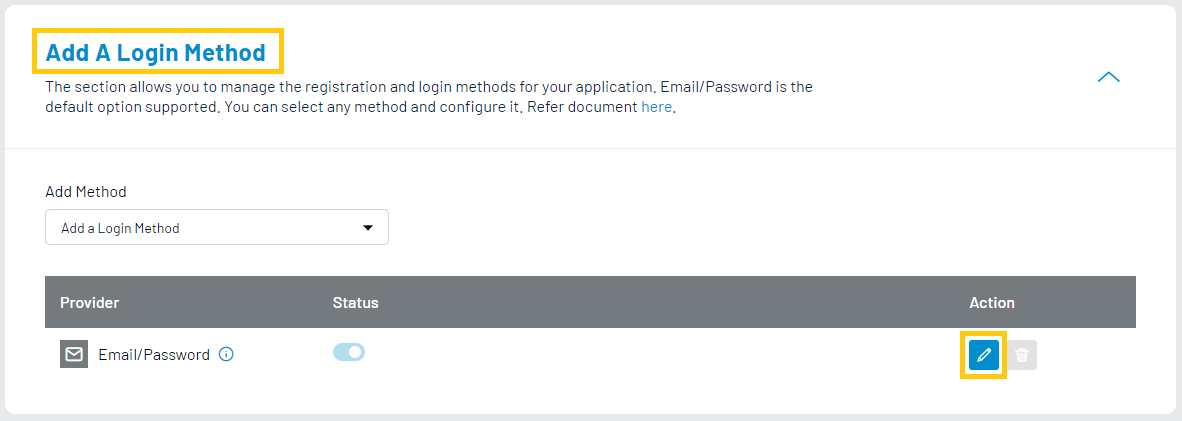 Add A Login Method
The section allows you to manage the registration and login methods for your application. Email/Password is the
default option supported. You can select any method and configure it. Refer document here.
Add Method
Add a Login Method
Provider Status Action
Email/Password